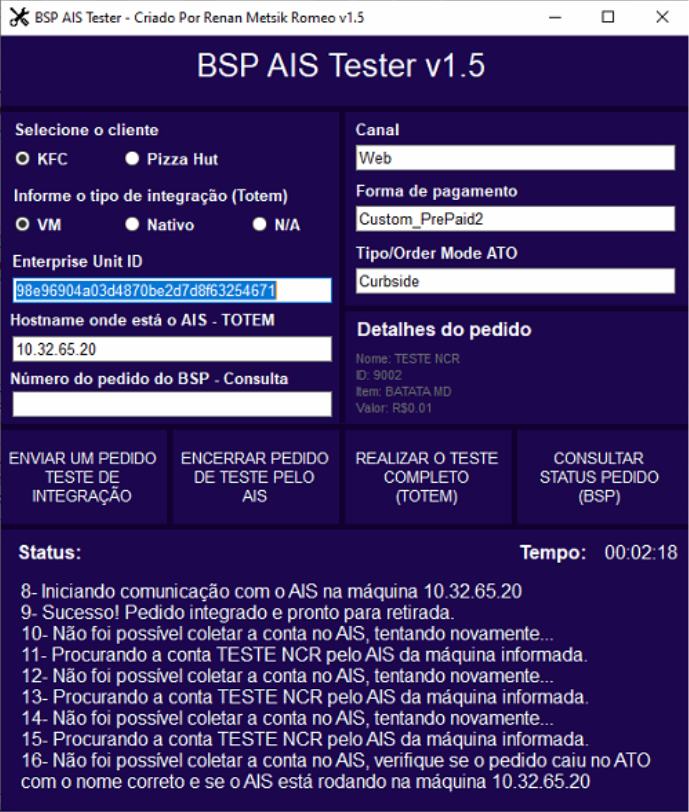 BSP AIS Tester - Criado Por Renan Metsik Romeo v1.5
BSP AIS Tester v1.5
Selecione o cliente
KFC
Pizza Hut
Informe o tipo de integração (Totem)
VM
Nativo
N/A
Enterprise Unit ID
98e96904a03d4870be2d7d8f63254671
Hostname onde está o AIS - TOTEM
10.32.65.20
Número do pedido do BSP - Consulta
Canal
Web
Forma de pagamento
Custom_PrePaid2
Tipo/Order Mode ATO
Curbside
Detalhes do pedido
Nome: TESTE NCR
ID: 9002
Item: BATATA MD
Valor: R$0.01
ENVIAR UM PEDIDO
TESTE DE
INTEGRAÇÃO
ENCERRAR PEDIDO
DE TESTE PELO
AIS
REALIZAR O TESTE
COMPLETO
(TOTEM)
CONSULTAR
STATUS PEDIDO
(BSP)
Status:
Tempo: 00:02:18
8- Iniciando comunicação com o AIS na máquina 10.32.65.20
9- Sucesso! Pedido integrado e pronto para retirada.
10- Não foi possível coletar a conta no AIS, tentando novamente...
11- Procurando a conta TESTE NCR pelo AIS da máquina informada.
12- Não foi possível coletar a conta no AIS, tentando novamente...
13- Procurando a conta TESTE NCR pelo AIS da máquina informada.
14- Não foi possível coletar a conta no AIS, tentando novamente...
15- Procurando a conta TESTE NCR pelo AIS da máquina informada.
16- Não foi possível coletar a conta no AIS, verifique se o pedido caiu no ATO
com o nome correto e se o AIS está rodando na máquina 10.32.65.20